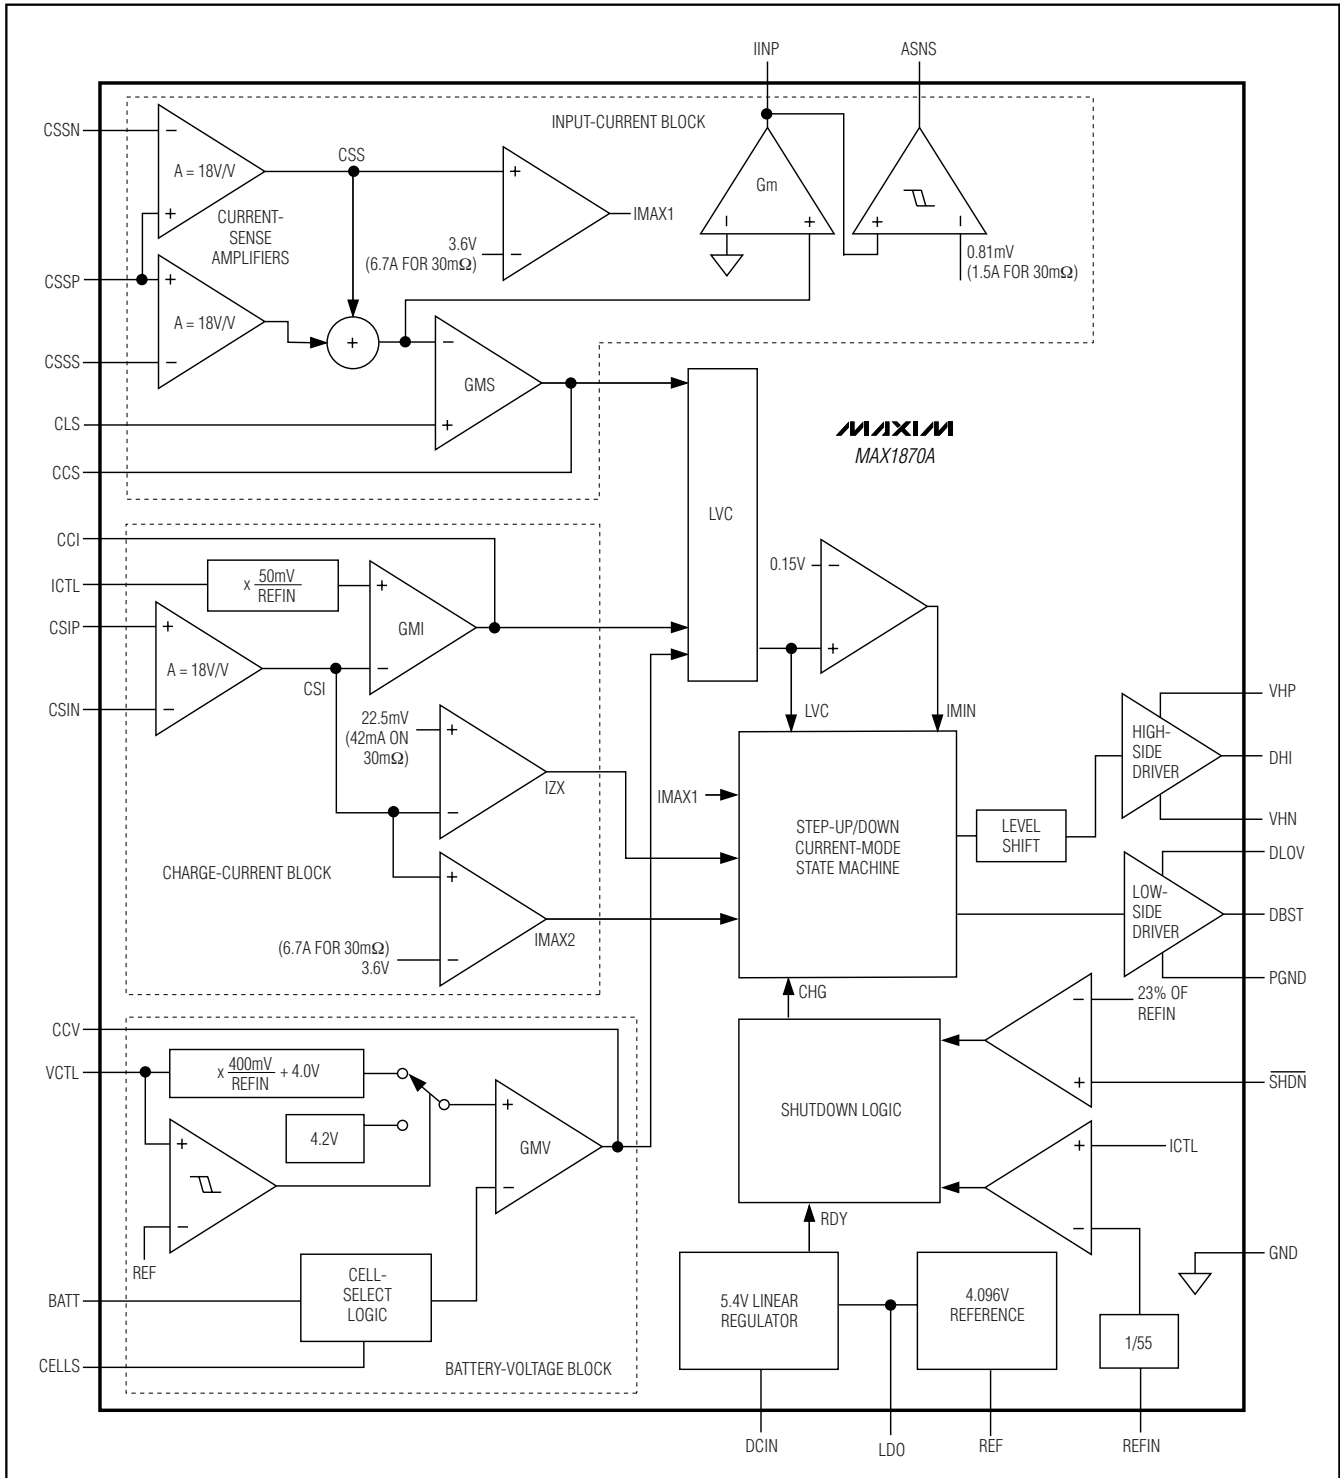 IINP
ASNS
INPUT-CURRENT BLOCK
CSSN
−
A = 18V/V
+
CSS
+
−
IMAX1
3.6V
(6.7A FOR 30mΩ)
Gm
−
+
+
−
0.81mV
(1.5A FOR 30mΩ)
CURRENT-
SENSE
AMPLIFIERS
CSSP
+
A = 18V/V
−
CSSS
+
−
GMS
+
CLS
CCS
LVC
MAXIM
MAX1870A
CCI
ICTL
x 50mV
REFIN
+
GMI
−
CSIP
+
A = 18V/V
−
CSIN
CSI
0.15V
−
+
LVC
IMIN
22.5mV
(42mA ON
30mΩ)
+
−
IZX
CHARGE-CURRENT BLOCK
+
−
IMAX2
(6.7A FOR 30mΩ)
3.6V
IMAX1
STEP-UP/DOWN
CURRENT-MODE
STATE MACHINE
LEVEL
SHIFT
HIGH-
SIDE
DRIVER
VHP
DHI
VHN
LOW-
SIDE
DRIVER
DLOV
DBST
PGND
CHG
SHUTDOWN LOGIC
−
23% OF
REFIN
+
SHDN
+
ICTL
−
RDY
CCV
VCTL
x 400mV + 4.0V
REFIN
4.2V
+
−
REF
+
GMV
−
BATT
CELL-
SELECT
LOGIC
CELLS
BATTERY-VOLTAGE BLOCK
5.4V LINEAR
REGULATOR
4.096V
REFERENCE
1/55
GND
DCIN
LDO
REF
REFIN